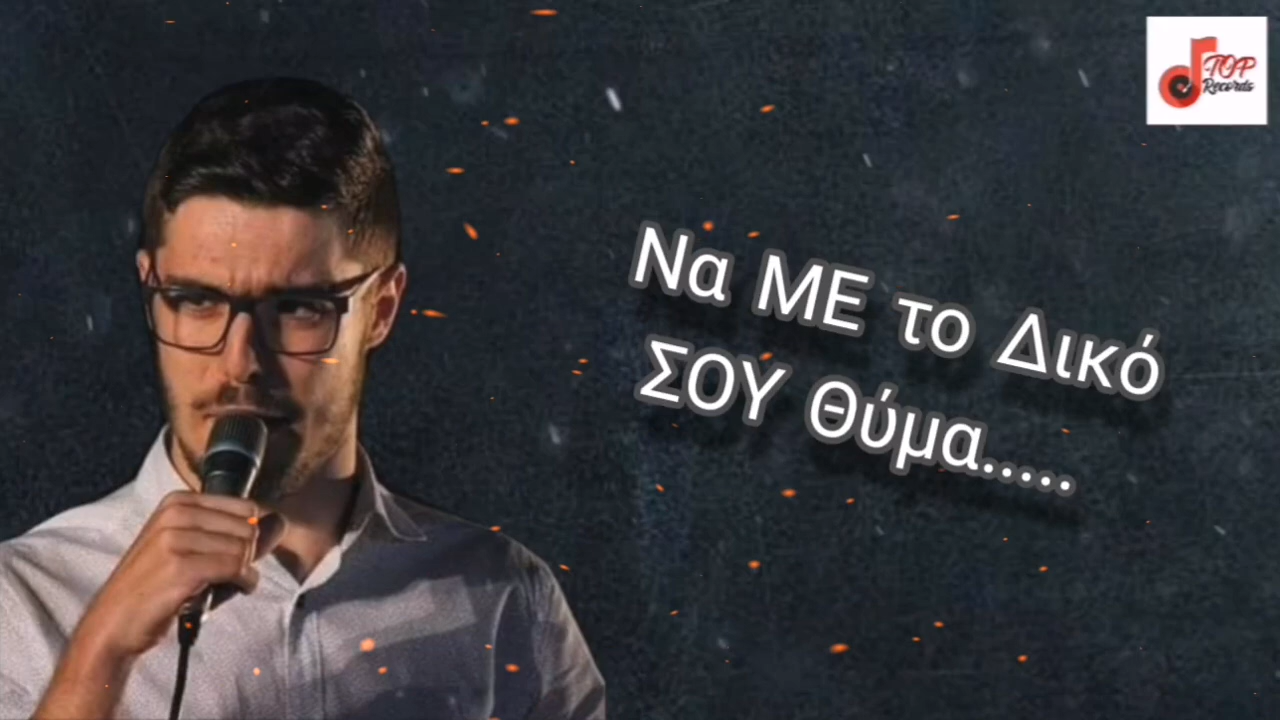 TOP
Records
Να ΜΕ το Δικό
ΣΟΥ Θύμα.....